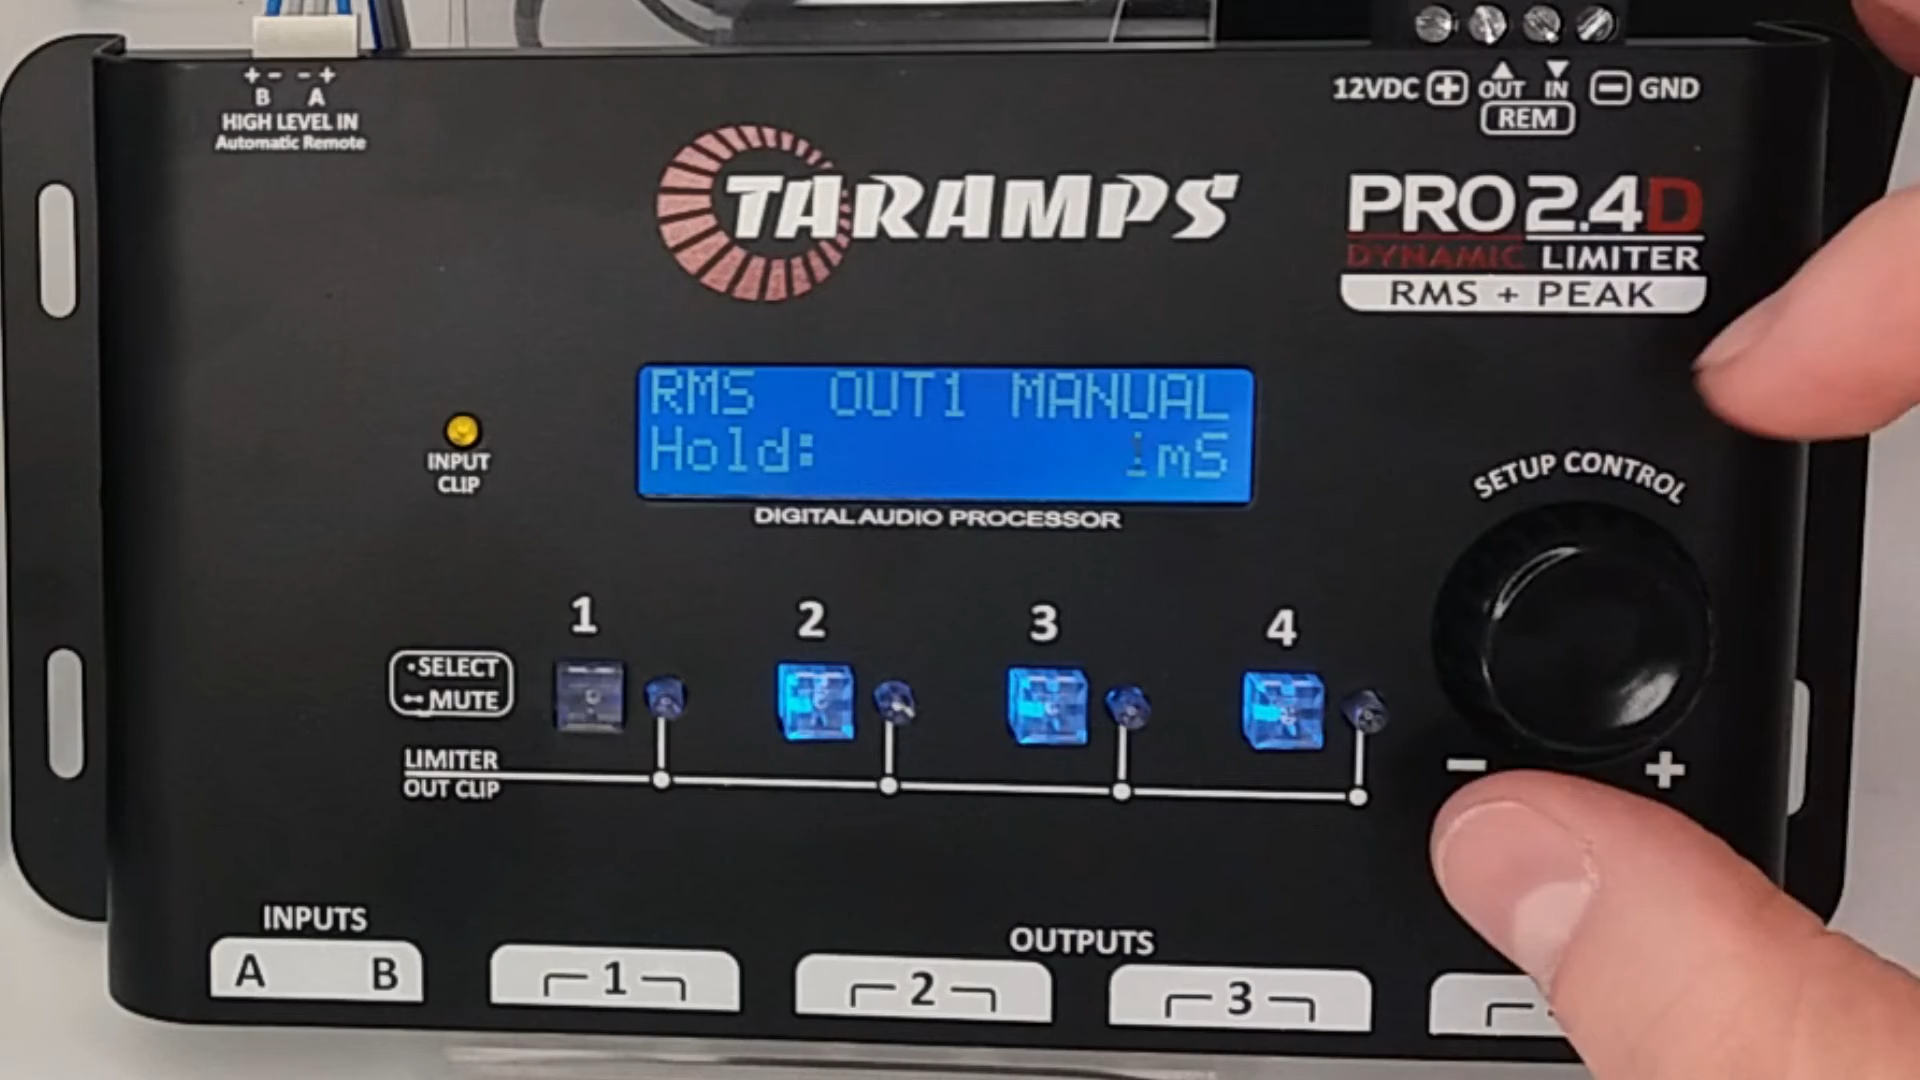 + - - +
B A
HIGH LEVEL IN
Automatic Remote
12VDC + OUT IN - GND
REM
TARAMPS
PRO 2.4D
DYNAMIC LIMITER
RMS + PEAK
RMS OUT1 MANUAL
Hold: 1mS
INPUT
CLIP
DIGITAL AUDIO PROCESSOR
SETUP CONTROL
1 2 3 4
SELECT
MUTE
LIMITER
OUT CLIP
- +
INPUTS
A B
OUTPUTS
1 2 3